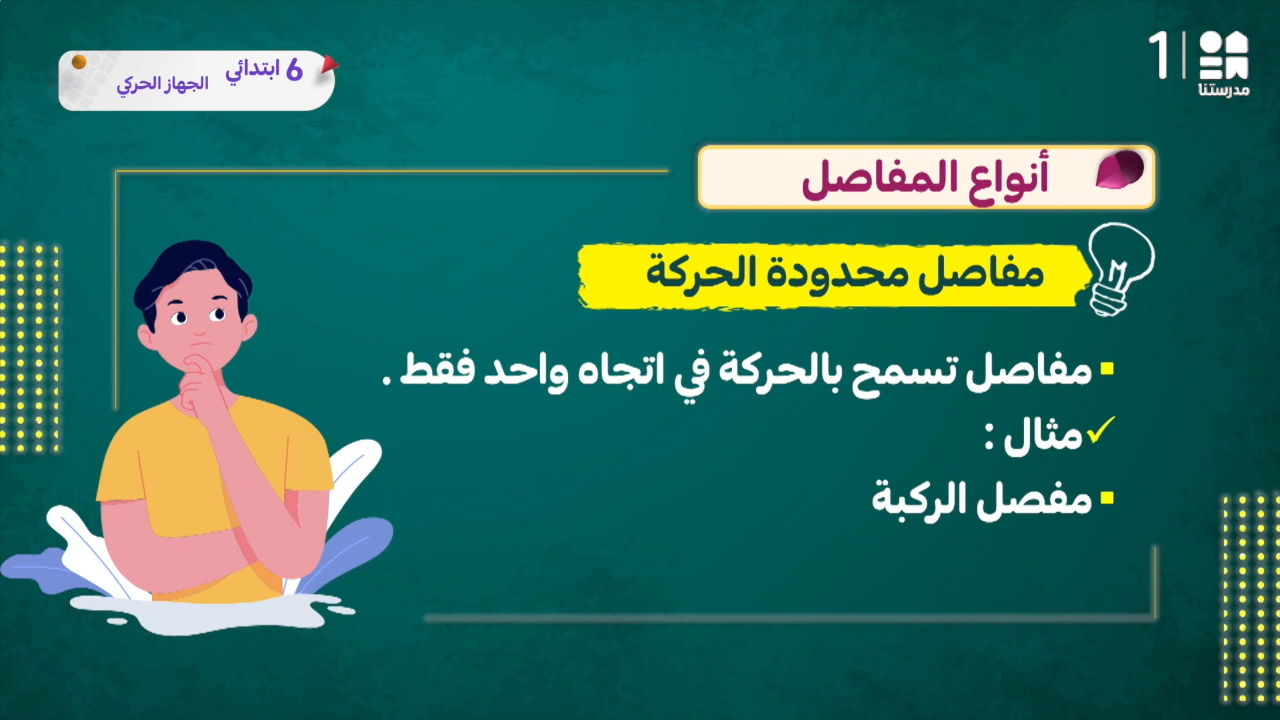 1
مدرستنا
6 ابتدائي
الجهاز الحركي
أنواع المفاصل
مفاصل محدودة الحركة
مفاصل تسمح بالحركة في اتجاه واحد فقط .
مثال :
مفصل الركبة